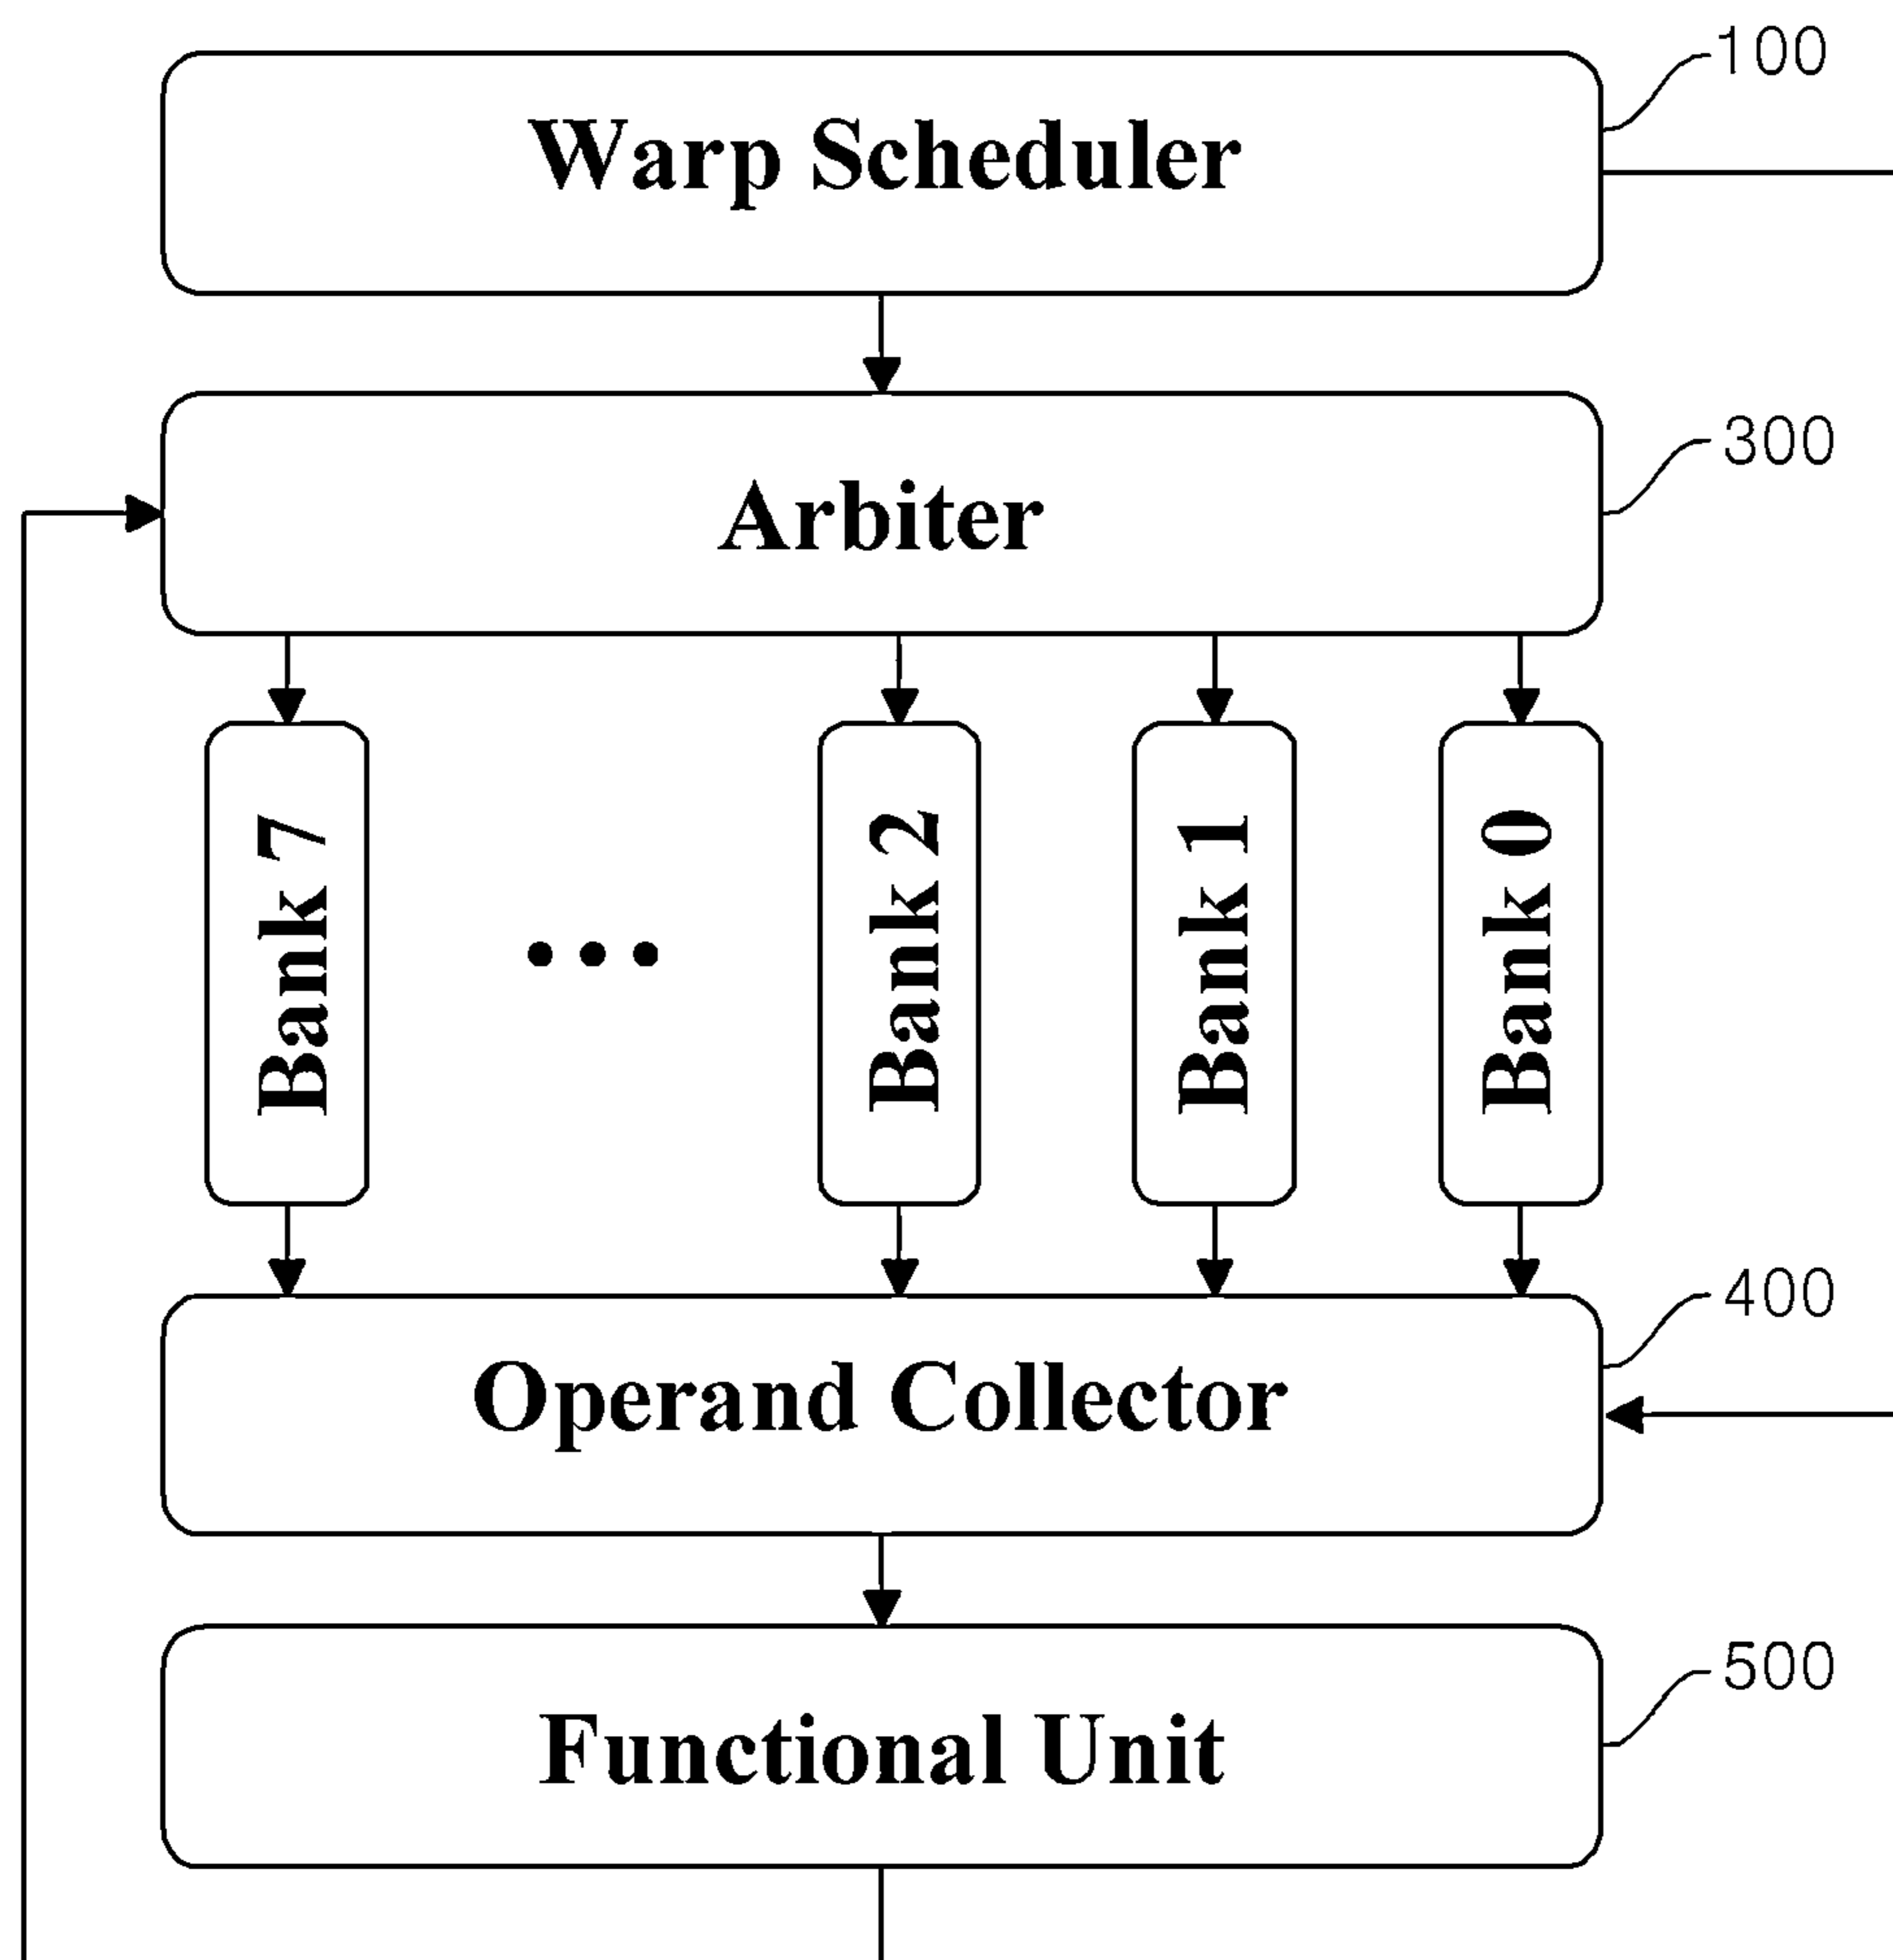 100
Warp Scheduler
300
Arbiter
Bank 7
...
Bank 2
Bank 1
Bank 0
400
Operand Collector
500
Functional Unit